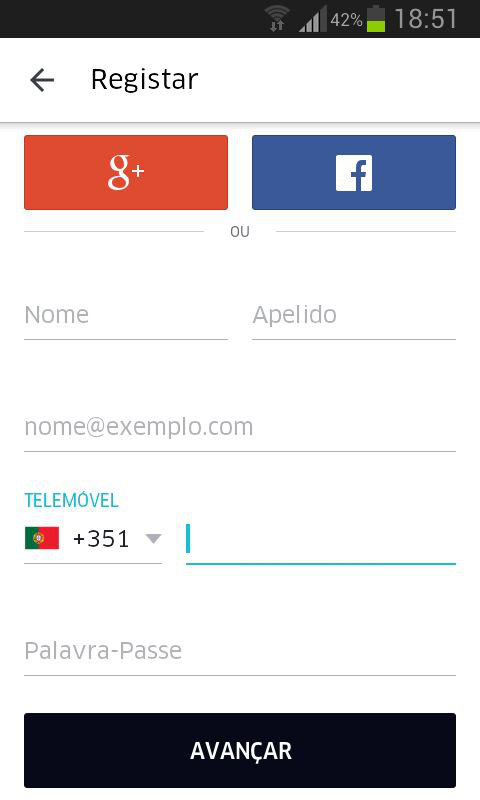 42% 18:51
Registar
g+ f
OU
Nome Apelido
nome@exemplo.com
TELEMÓVEL
+351
Palavra-Passe
AVANÇAR